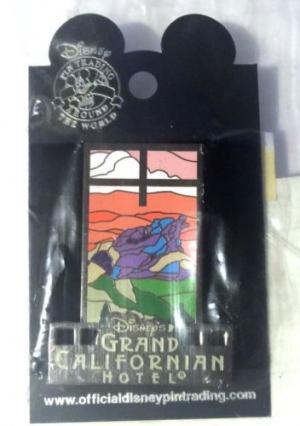 Disney
PIN TRADING
AROUND
THE WORLD
Disney's
GRAND
CALIFORNIAN
HOTEL®
www.officialdisneypintrading.com